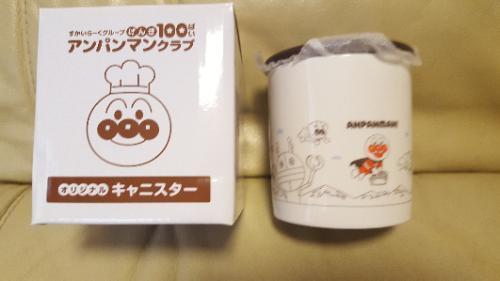 すかいらーくグループ げんき100ばい
アンパンマンクラブ
オリジナル キャニスター
ANPANMAN